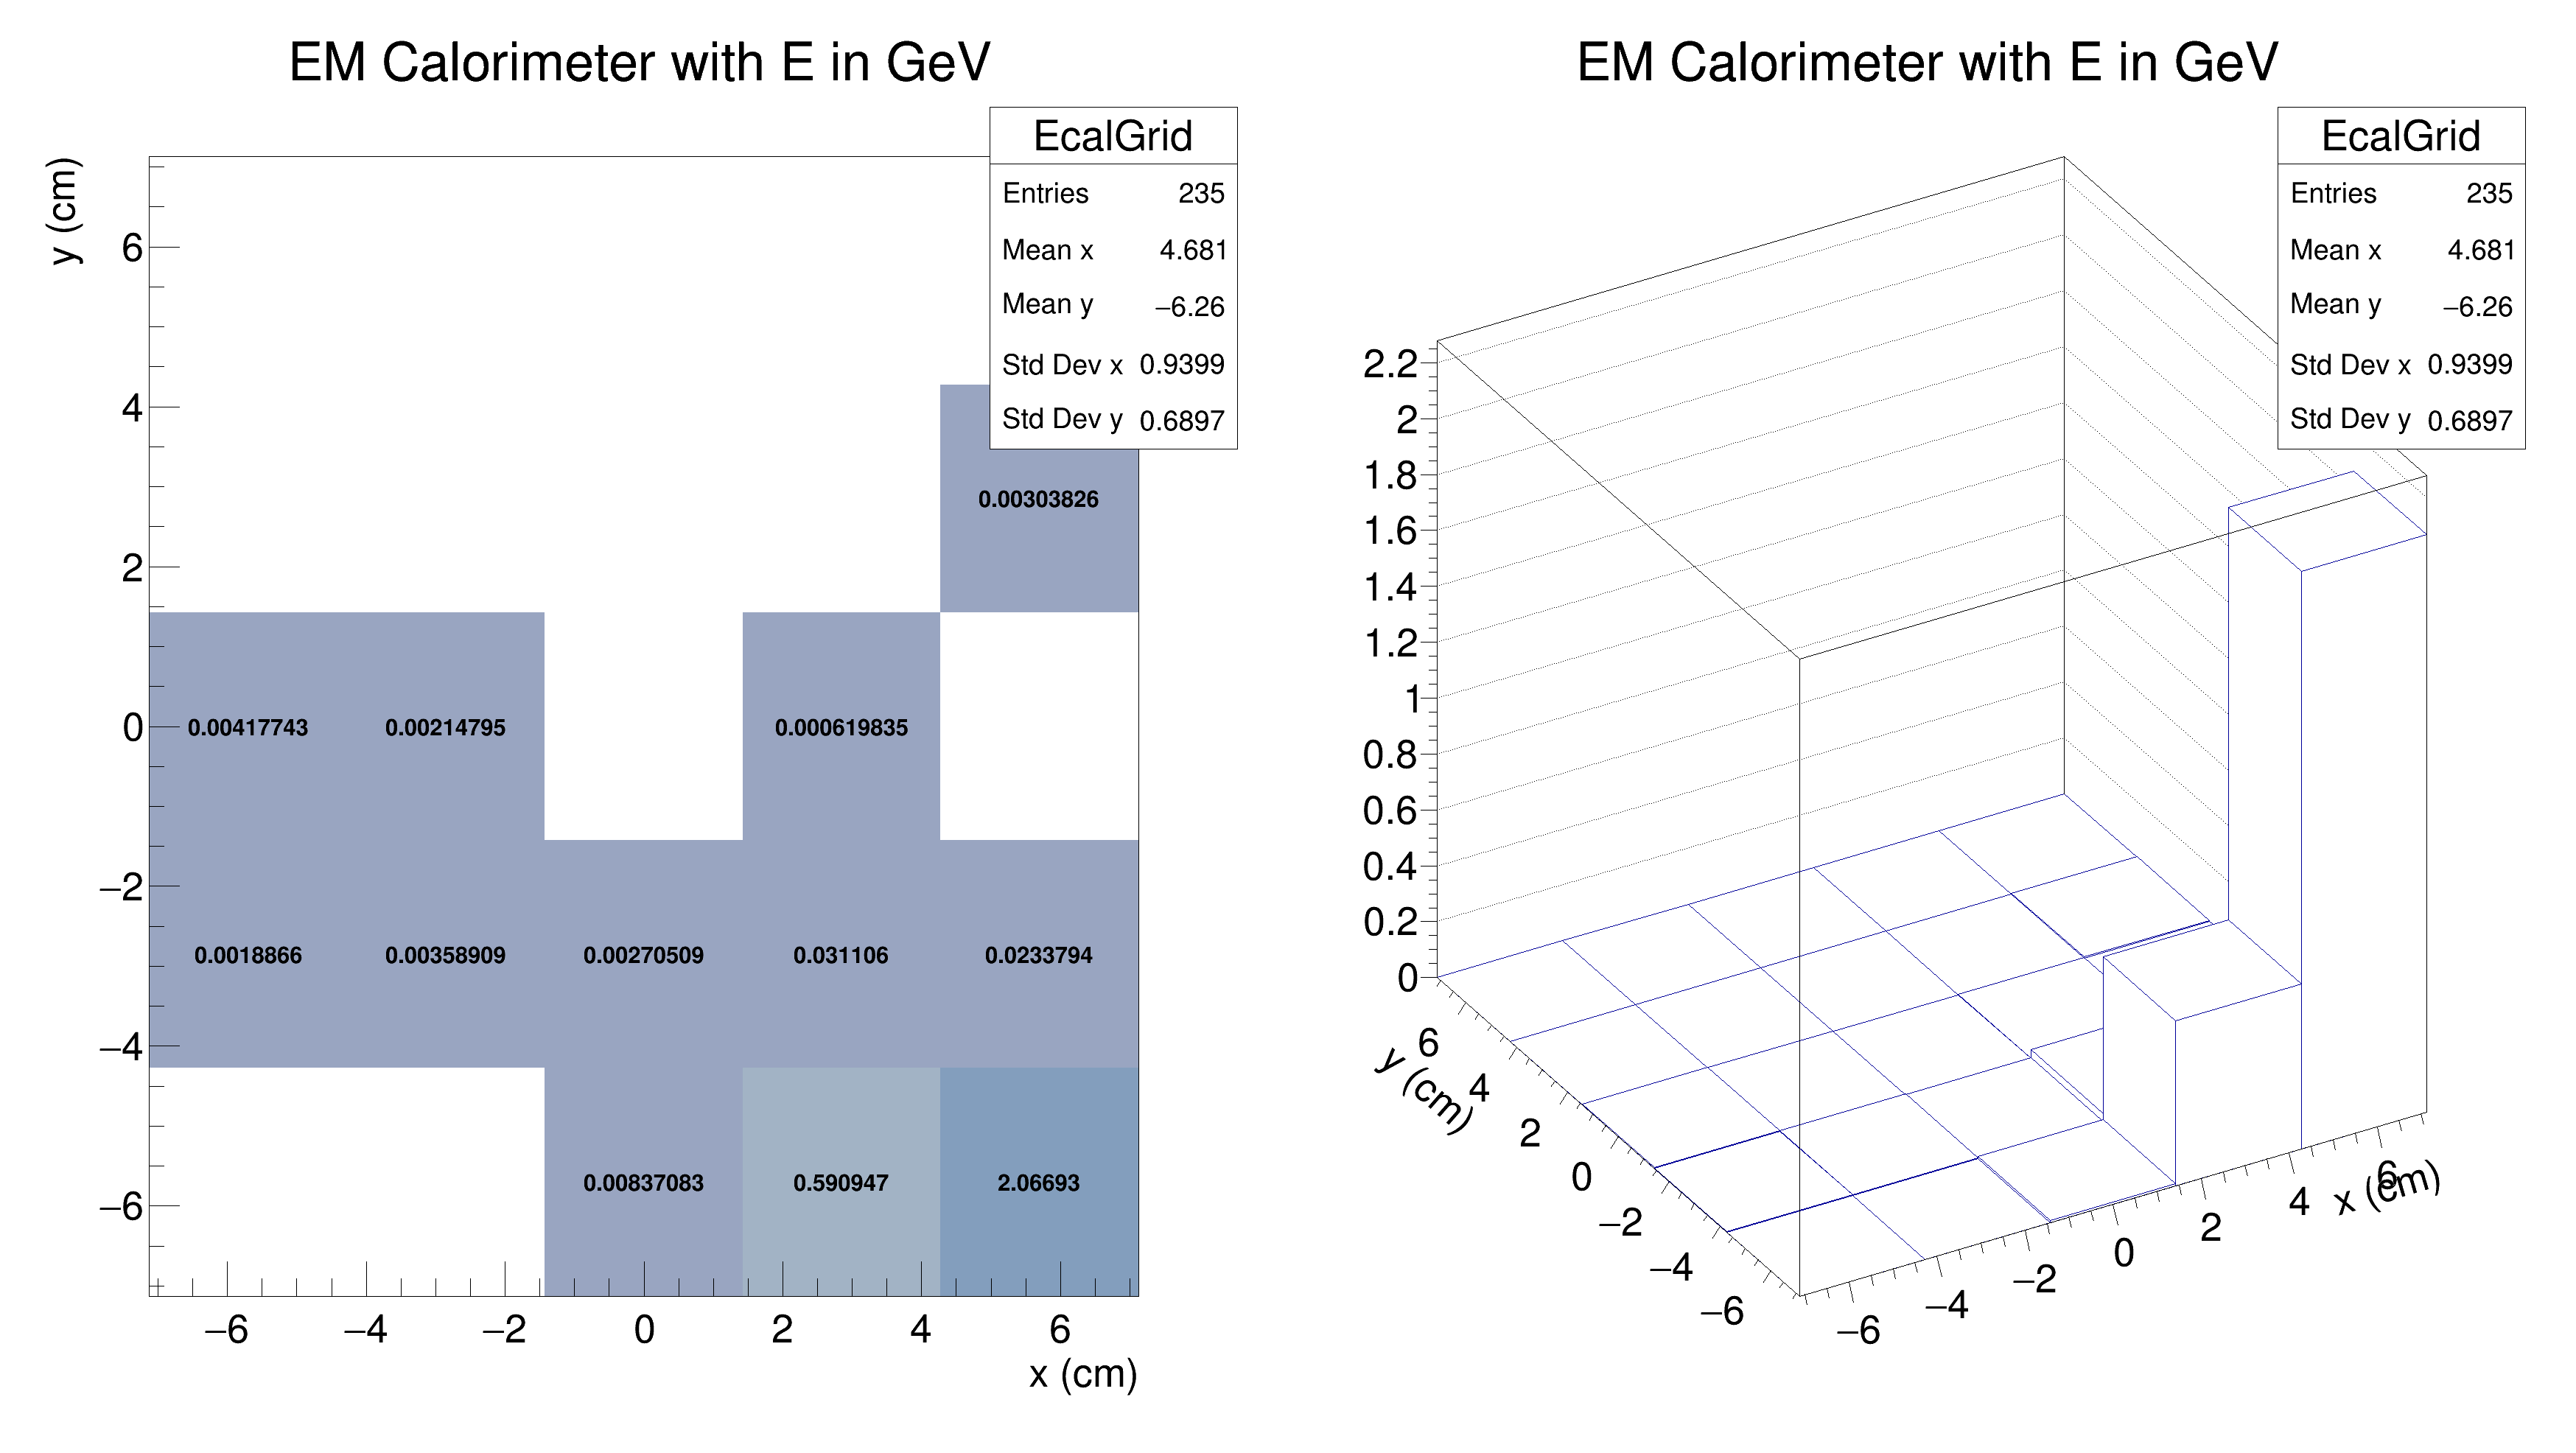 EM Calorimeter with E in GeV
EcalGrid
Entries 235
Mean x 4.681
Mean y −6.26
Std Dev x 0.9399
Std Dev y 0.6897
y (cm)
6
4
2
0
−2
−4
−6
0.00303826
0.00417743 0.00214795 0.000619835
0.0018866 0.00358909 0.00270509 0.031106 0.0233794
0.00837083 0.590947 2.06693
−6 −4 −2 0 2 4 6
x (cm)
EM Calorimeter with E in GeV
EcalGrid
Entries 235
Mean x 4.681
Mean y −6.26
Std Dev x 0.9399
Std Dev y 0.6897
2.2
2
1.8
1.6
1.4
1.2
1
0.8
0.6
0.4
0.2
0
y (cm)
6
4
2
0
−2
−4
−6
−6 −4 −2 0 2 4 6
x (cm)